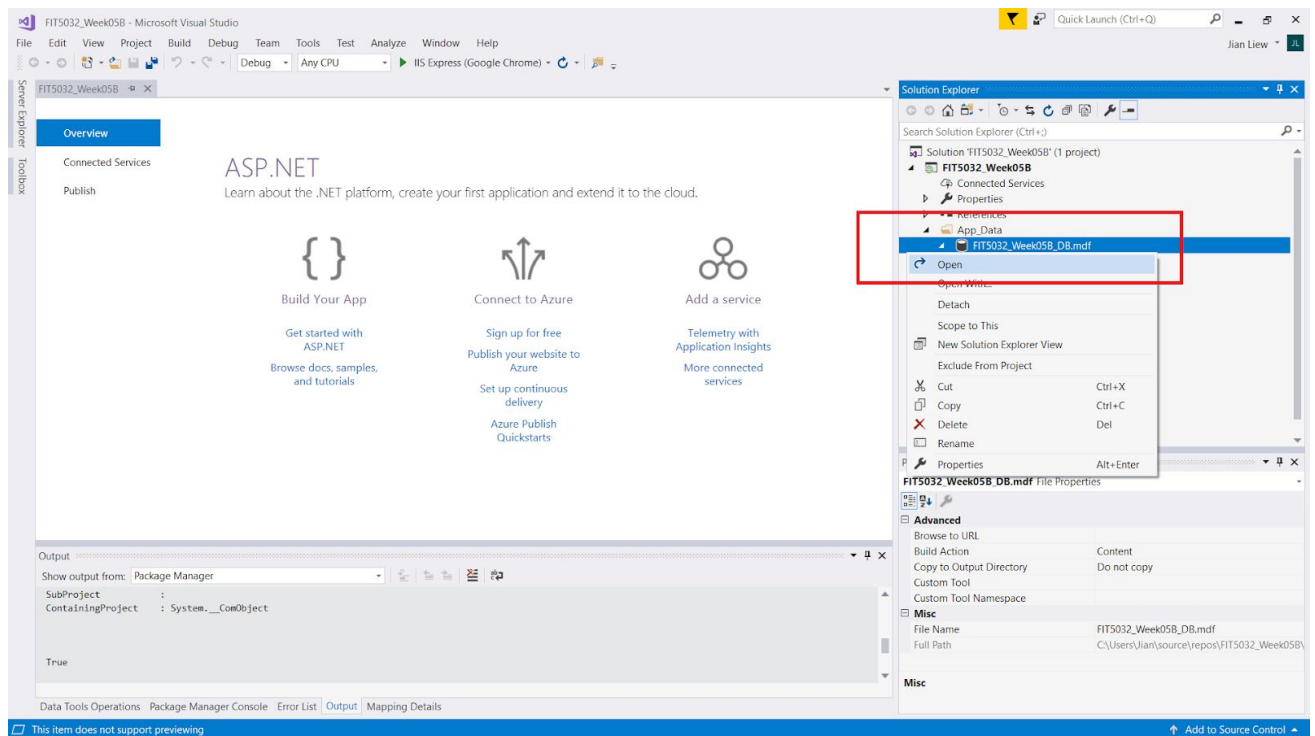 FIT5032_Week05B - Microsoft Visual Studio
Quick Launch (Ctrl+Q)
File Edit View Project Build Debug Team Tools Test Analyze Window Help
Jian Liew JL
Debug Any CPU IIS Express (Google Chrome)
Server Explorer
Toolbox
FIT5032_Week05B
Overview
Connected Services
Publish
ASP.NET
Learn about the .NET platform, create your first application and extend it to the cloud.
Build Your App
Get started with
ASP.NET
Browse docs, samples,
and tutorials
Connect to Azure
Sign up for free
Publish your website to
Azure
Set up continuous
delivery
Azure Publish
Quickstarts
Add a service
Telemetry with
Application Insights
More connected
services
Solution Explorer
Search Solution Explorer (Ctrl+;)
Solution 'FIT5032_Week05B' (1 project)
FIT5032_Week05B
Connected Services
Properties
References
App_Data
FIT5032_Week05B_DB.mdf
Open
Open With...
Detach
Scope to This
New Solution Explorer View
Exclude From Project
Cut Ctrl+X
Copy Ctrl+C
Delete Del
Rename
Properties Alt+Enter
FIT5032_Week05B_DB.mdf File Properties
Advanced
Browse to URL
Build Action Content
Copy to Output Directory Do not copy
Custom Tool
Custom Tool Namespace
Misc
File Name FIT5032_Week05B_DB.mdf
Full Path C:\Users\Jian\source\repos\FIT5032_Week05B\
Misc
Output
Show output from: Package Manager
SubProject :
ContainingProject : System.__ComObject
True
Data Tools Operations Package Manager Console Error List Output Mapping Details
This item does not support previewing
Add to Source Control